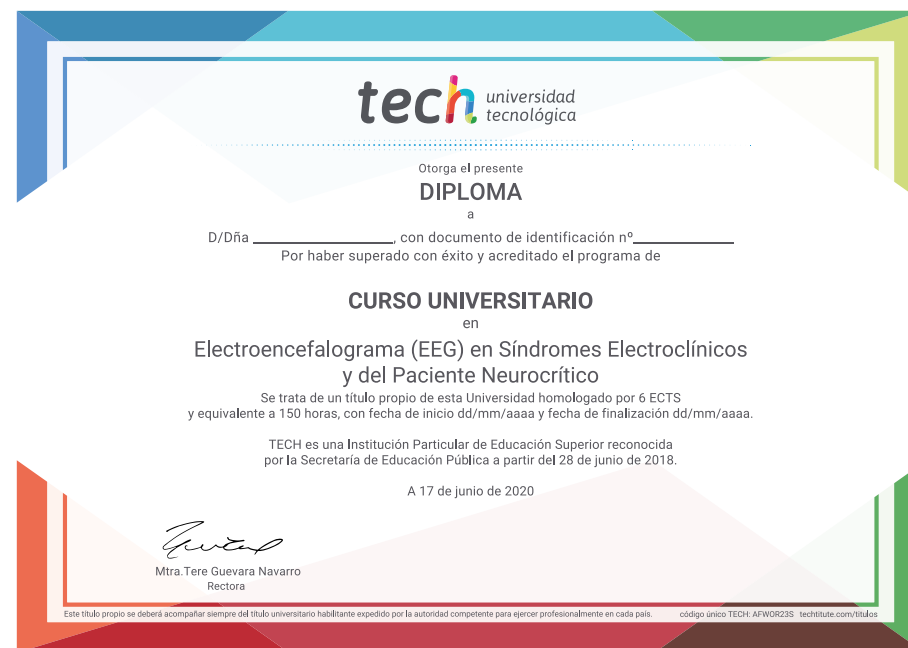 tech universidad
tecnológica
Otorga el presente
DIPLOMA
a
D/Dña ____________, con documento de identificación nº____________
Por haber superado con éxito y acreditado el programa de
CURSO UNIVERSITARIO
en
Electroencefalograma (EEG) en Síndromes Electroclínicos
y del Paciente Neurocrítico
Se trata de un título propio de esta Universidad homologado por 6 ECTS
y equivalente a 150 horas, con fecha de inicio dd/mm/aaaa y fecha de finalización dd/mm/aaaa.
TECH es una Institución Particular de Educación Superior reconocida
por la Secretaría de Educación Pública a partir del 28 de junio de 2018.
A 17 de junio de 2020
Mtra.Tere Guevara Navarro
Rectora
Este título propio se deberá acompañar siempre del título universitario habilitante expedido por la autoridad competente para ejercer profesionalmente en cada país. código único TECH: AFWOR23S techtitute.com/titulos